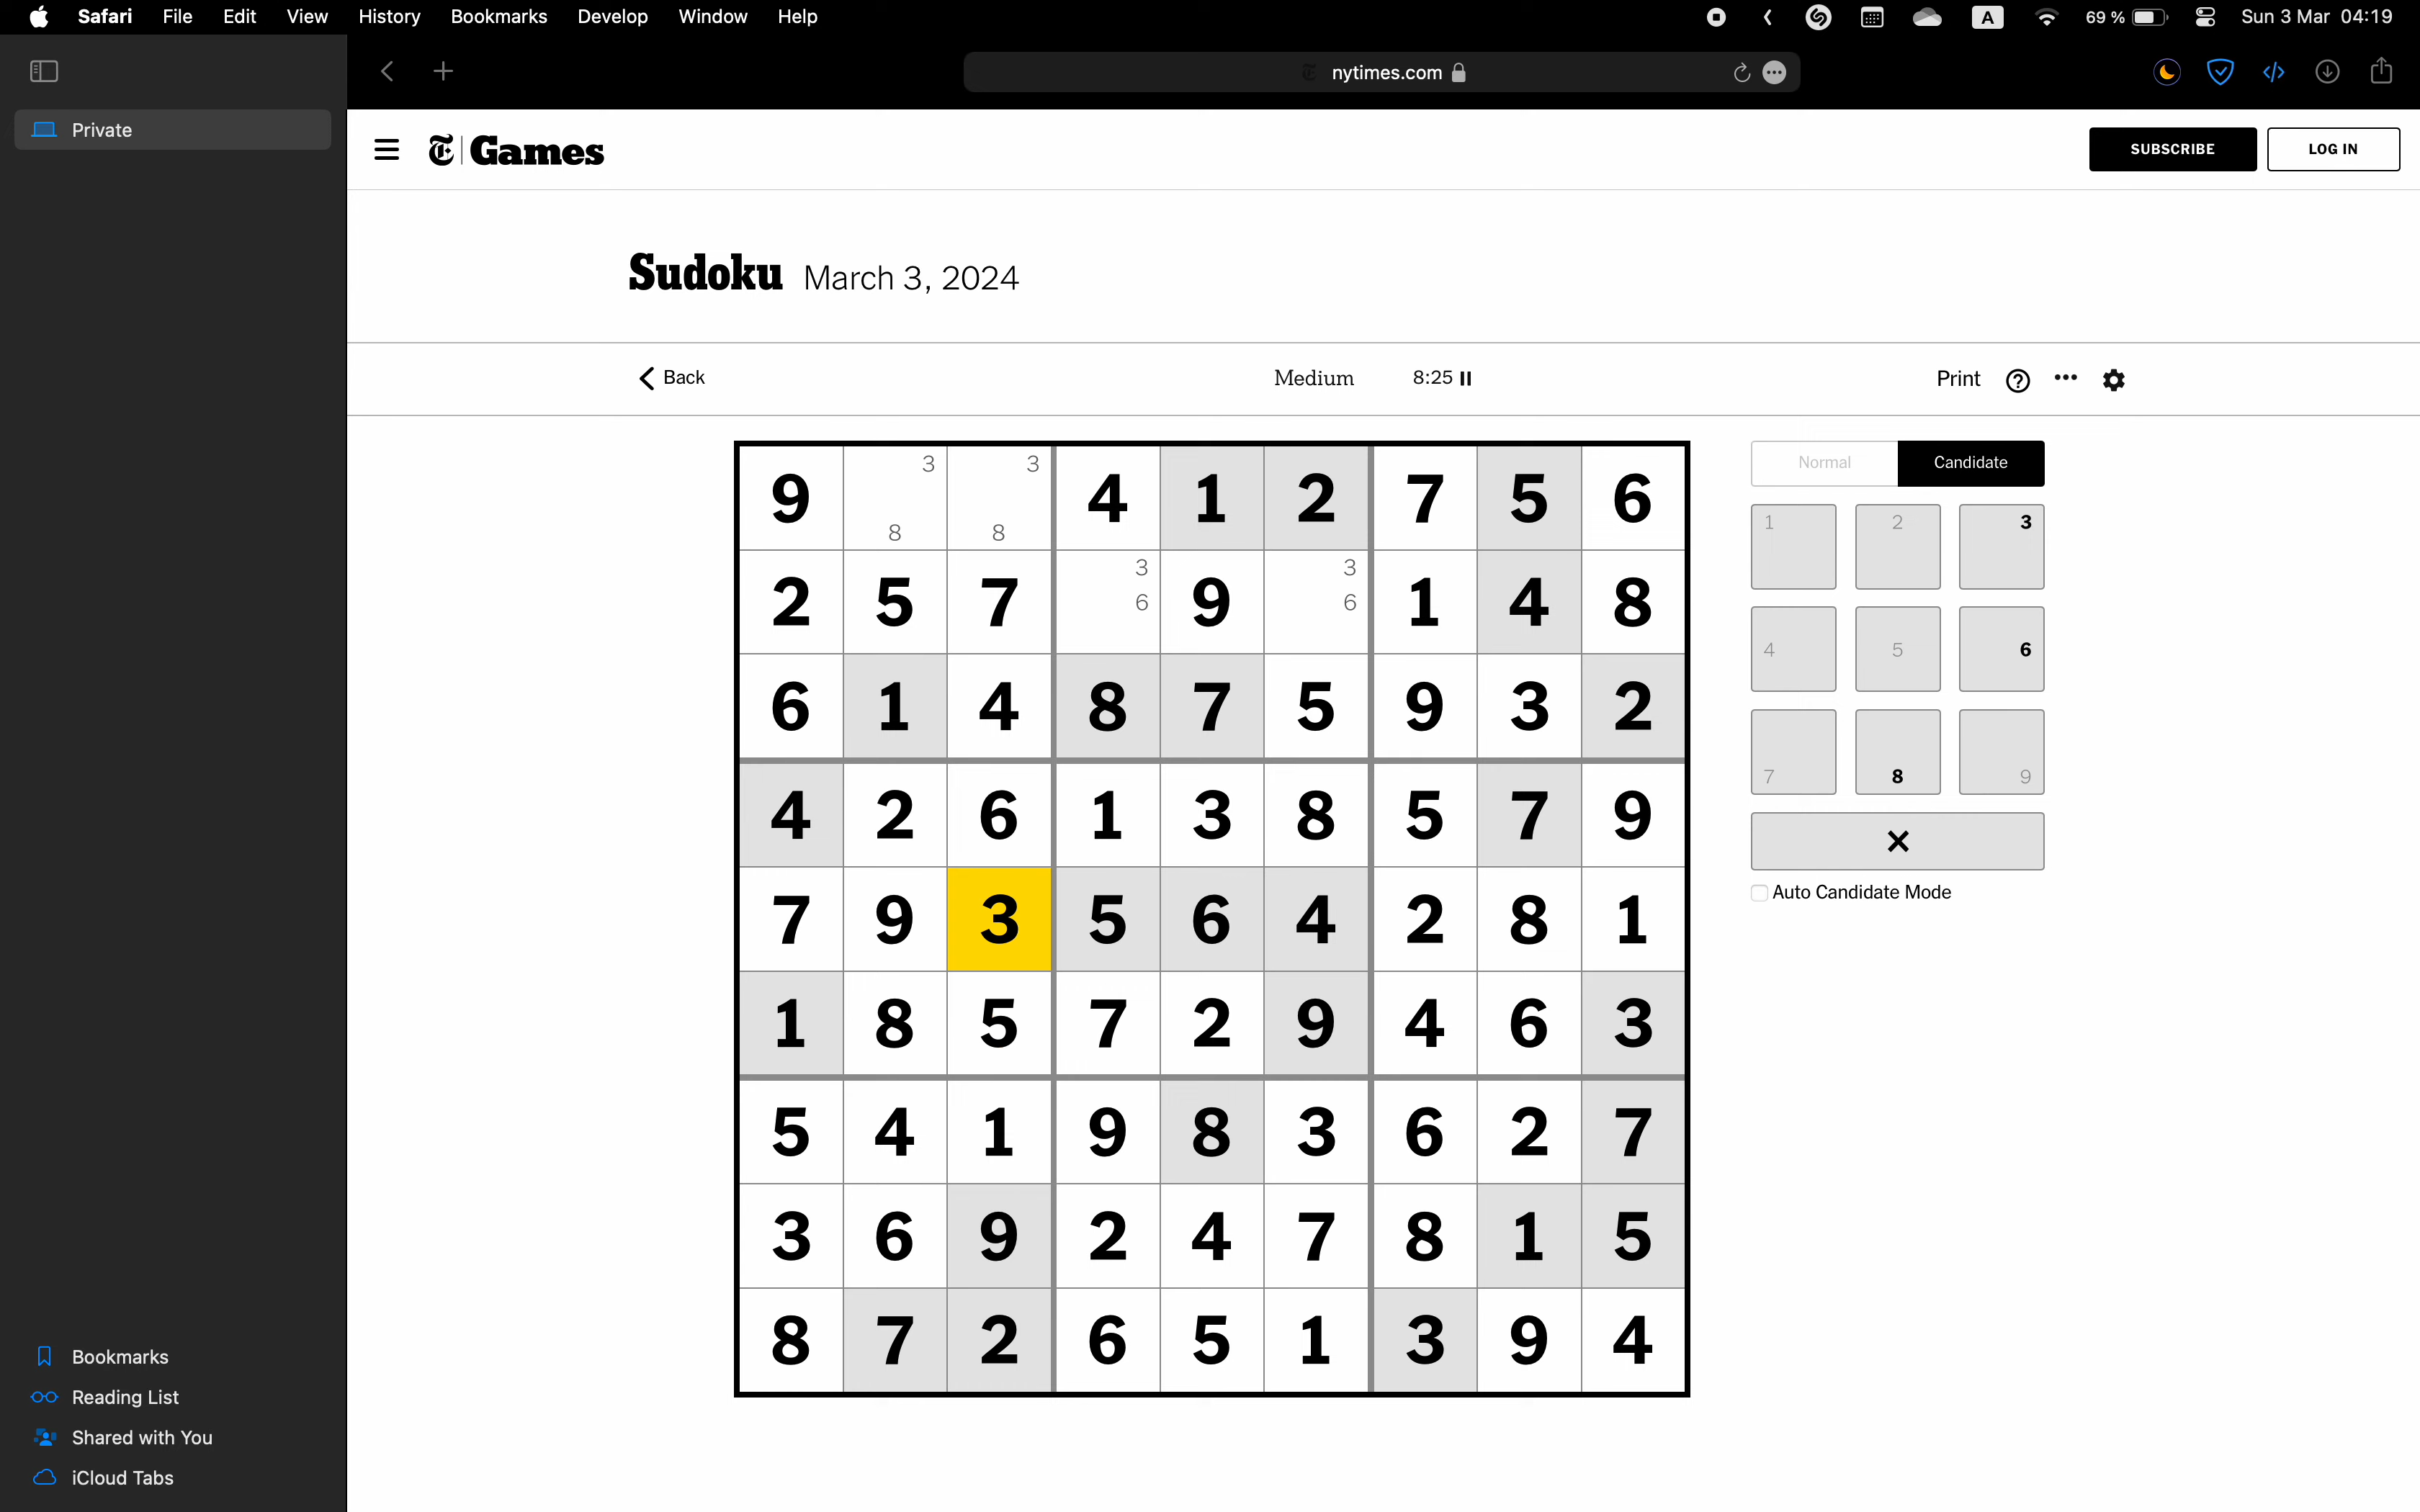 Safari File Edit View History Bookmarks Develop Window Help A 69 % Sun 3 Mar 04:19
nytimes.com
Private
T Games SUBSCRIBE LOG IN
Sudoku March 3, 2024
Back Medium 8:25 Print ? •••
Normal Candidate
9 3 8 3 8 4 1 2 7 5 6
2 5 7 3 6 9 3 6 1 4 8
6 1 4 8 7 5 9 3 2
4 2 6 1 3 8 5 7 9
7 9 3 5 6 4 2 8 1
1 8 5 7 2 9 4 6 3
5 4 1 9 8 3 6 2 7
3 6 9 2 4 7 8 1 5
8 7 2 6 5 1 3 9 4
1 2 3
4 5 6
7 8 9
X
Auto Candidate Mode
Bookmarks
Reading List
Shared with You
iCloud Tabs